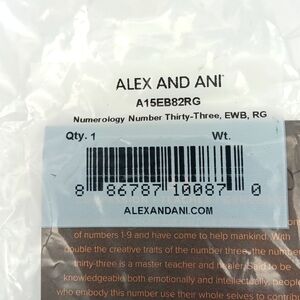 ALEX AND ANI
A15EB82RG
Numerology Number Thirty-Three, EWB, RG
Qty. 1 Wt.
8 86787 10087 0
ALEXANDANI.COM
of numbers 1-9 and have come to help mankind. With
double the creative traits of the number three, the number
thirty-three is a master teacher and healer. Said to be
knowledgeable both emotionally and intellectually, people
who embody this number use their whole selves to contrib